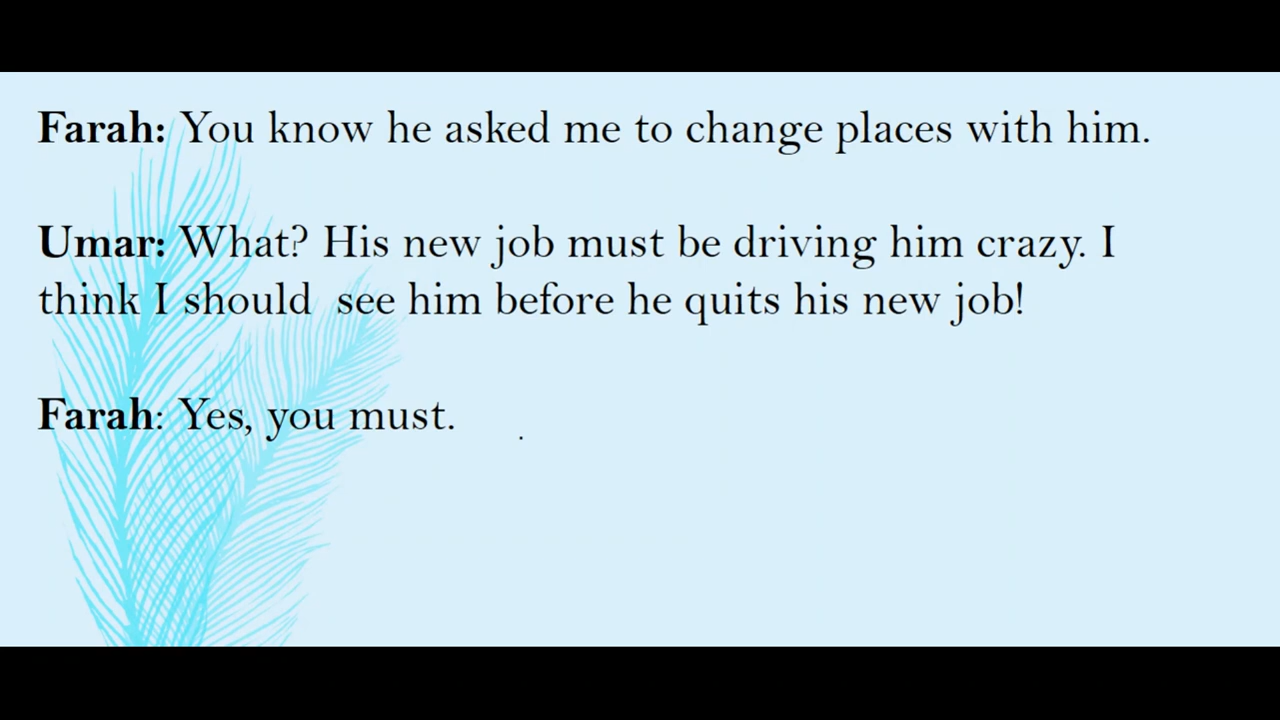 Farah: You know he asked me to change places with him.
Umar: What? His new job must be driving him crazy. I
think I should  see him before he quits his new job!
Farah: Yes, you must.